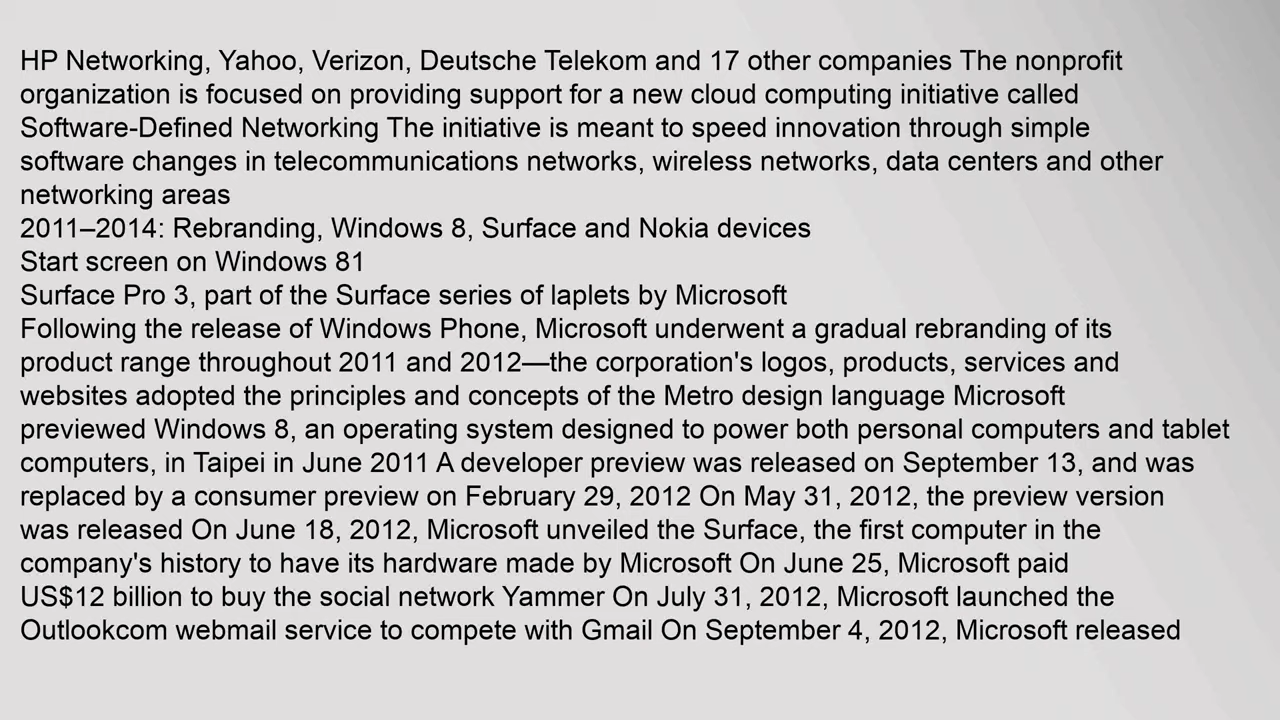 HP Networking, Yahoo, Verizon, Deutsche Telekom and 17 other companies The nonprofit
organization is focused on providing support for a new cloud computing initiative called
Software-Defined Networking The initiative is meant to speed innovation through simple
software changes in telecommunications networks, wireless networks, data centers and other
networking areas
2011–2014: Rebranding, Windows 8, Surface and Nokia devices
Start screen on Windows 81
Surface Pro 3, part of the Surface series of laplets by Microsoft
Following the release of Windows Phone, Microsoft underwent a gradual rebranding of its
product range throughout 2011 and 2012—the corporation's logos, products, services and
websites adopted the principles and concepts of the Metro design language Microsoft
previewed Windows 8, an operating system designed to power both personal computers and tablet
computers, in Taipei in June 2011 A developer preview was released on September 13, and was
replaced by a consumer preview on February 29, 2012 On May 31, 2012, the preview version
was released On June 18, 2012, Microsoft unveiled the Surface, the first computer in the
company's history to have its hardware made by Microsoft On June 25, Microsoft paid
US$12 billion to buy the social network Yammer On July 31, 2012, Microsoft launched the
Outlookcom webmail service to compete with Gmail On September 4, 2012, Microsoft released